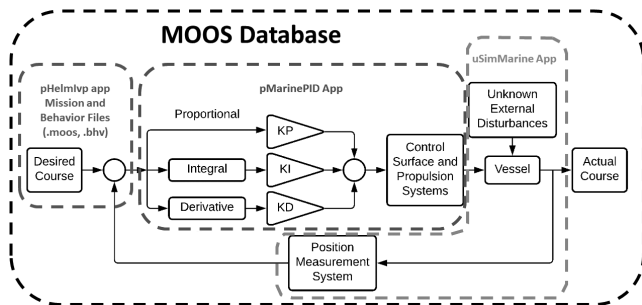 MOOS Database
uSimMarine App
pHelmIvp app
Mission and
Behavior Files
(.moos, .bhv)
pMarinePID App
Unknown
External
Disturbances
Proportional
KP
Desired
Course
Integral
KI
Control
Surface and
Propulsion
Systems
Vessel
Actual
Course
Derivative
KD
Position
Measurement
System